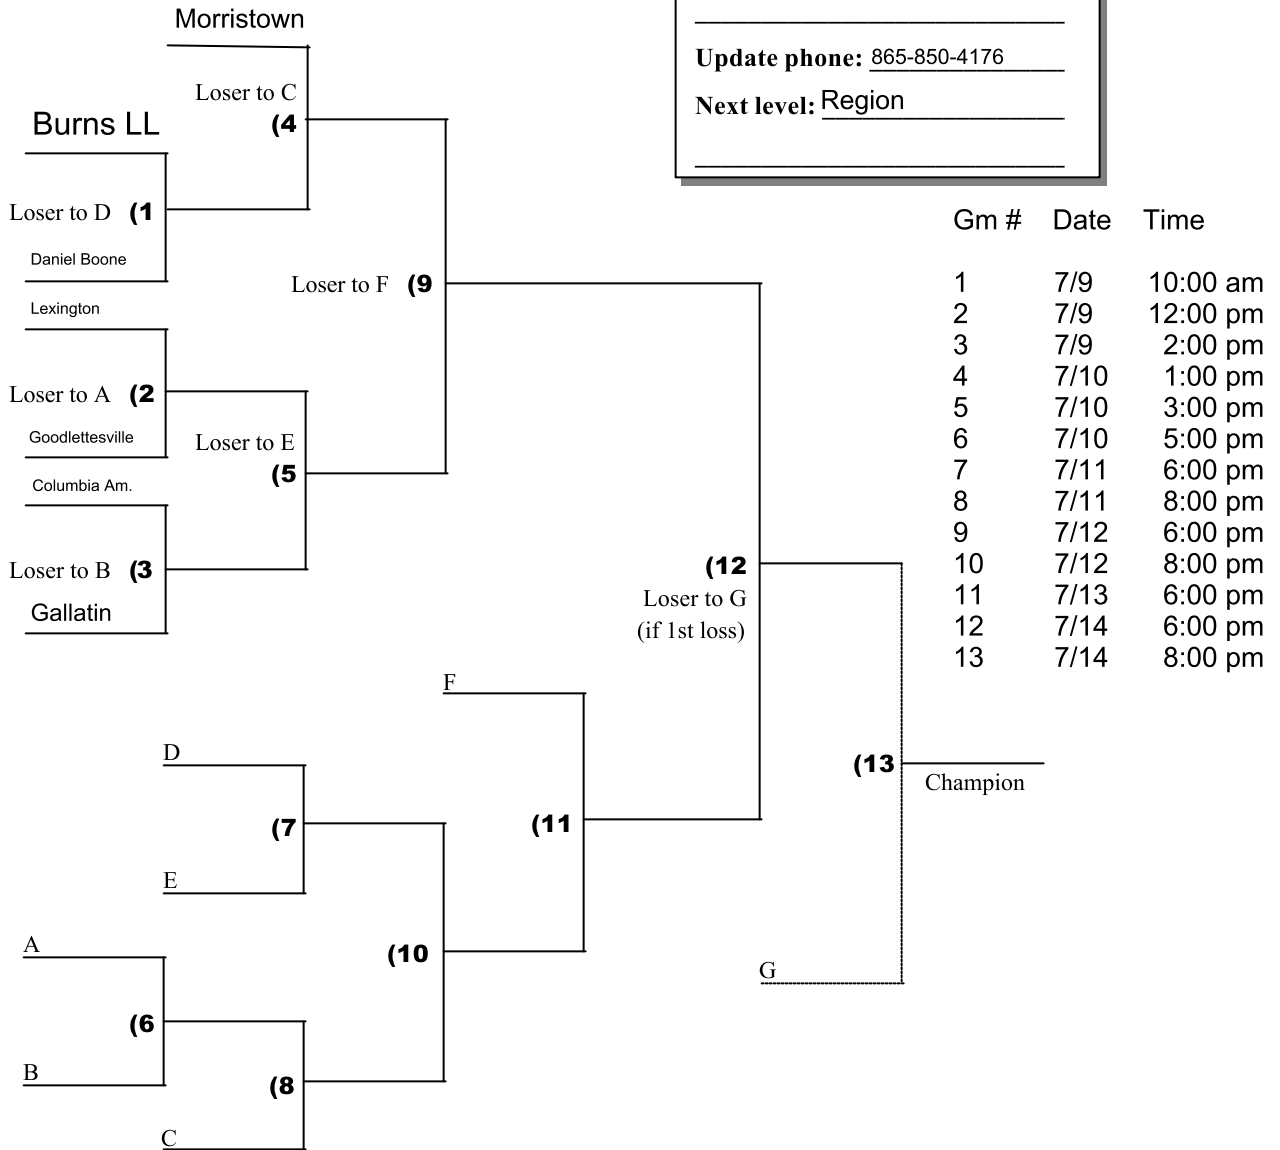 Morristown
Update phone: 865-850-4176
Next level: Region
Loser to C
(4
Burns LL
Loser to D (1
Daniel Boone
Lexington
Loser to F (9
Loser to A (2
Goodlettesville
Loser to E
(5
Columbia Am.
Loser to B (3
Gallatin
Gm # Date Time
1 7/9 10:00 am
2 7/9 12:00 pm
3 7/9 2:00 pm
4 7/10 1:00 pm
5 7/10 3:00 pm
6 7/10 5:00 pm
7 7/11 6:00 pm
8 7/11 8:00 pm
9 7/12 6:00 pm
10 7/12 8:00 pm
11 7/13 6:00 pm
12 7/14 6:00 pm
13 7/14 8:00 pm
(12
Loser to G
(if 1st loss)
F
D
(7
E
(11
(13
Champion
A
(10
G
(6
B
(8
C